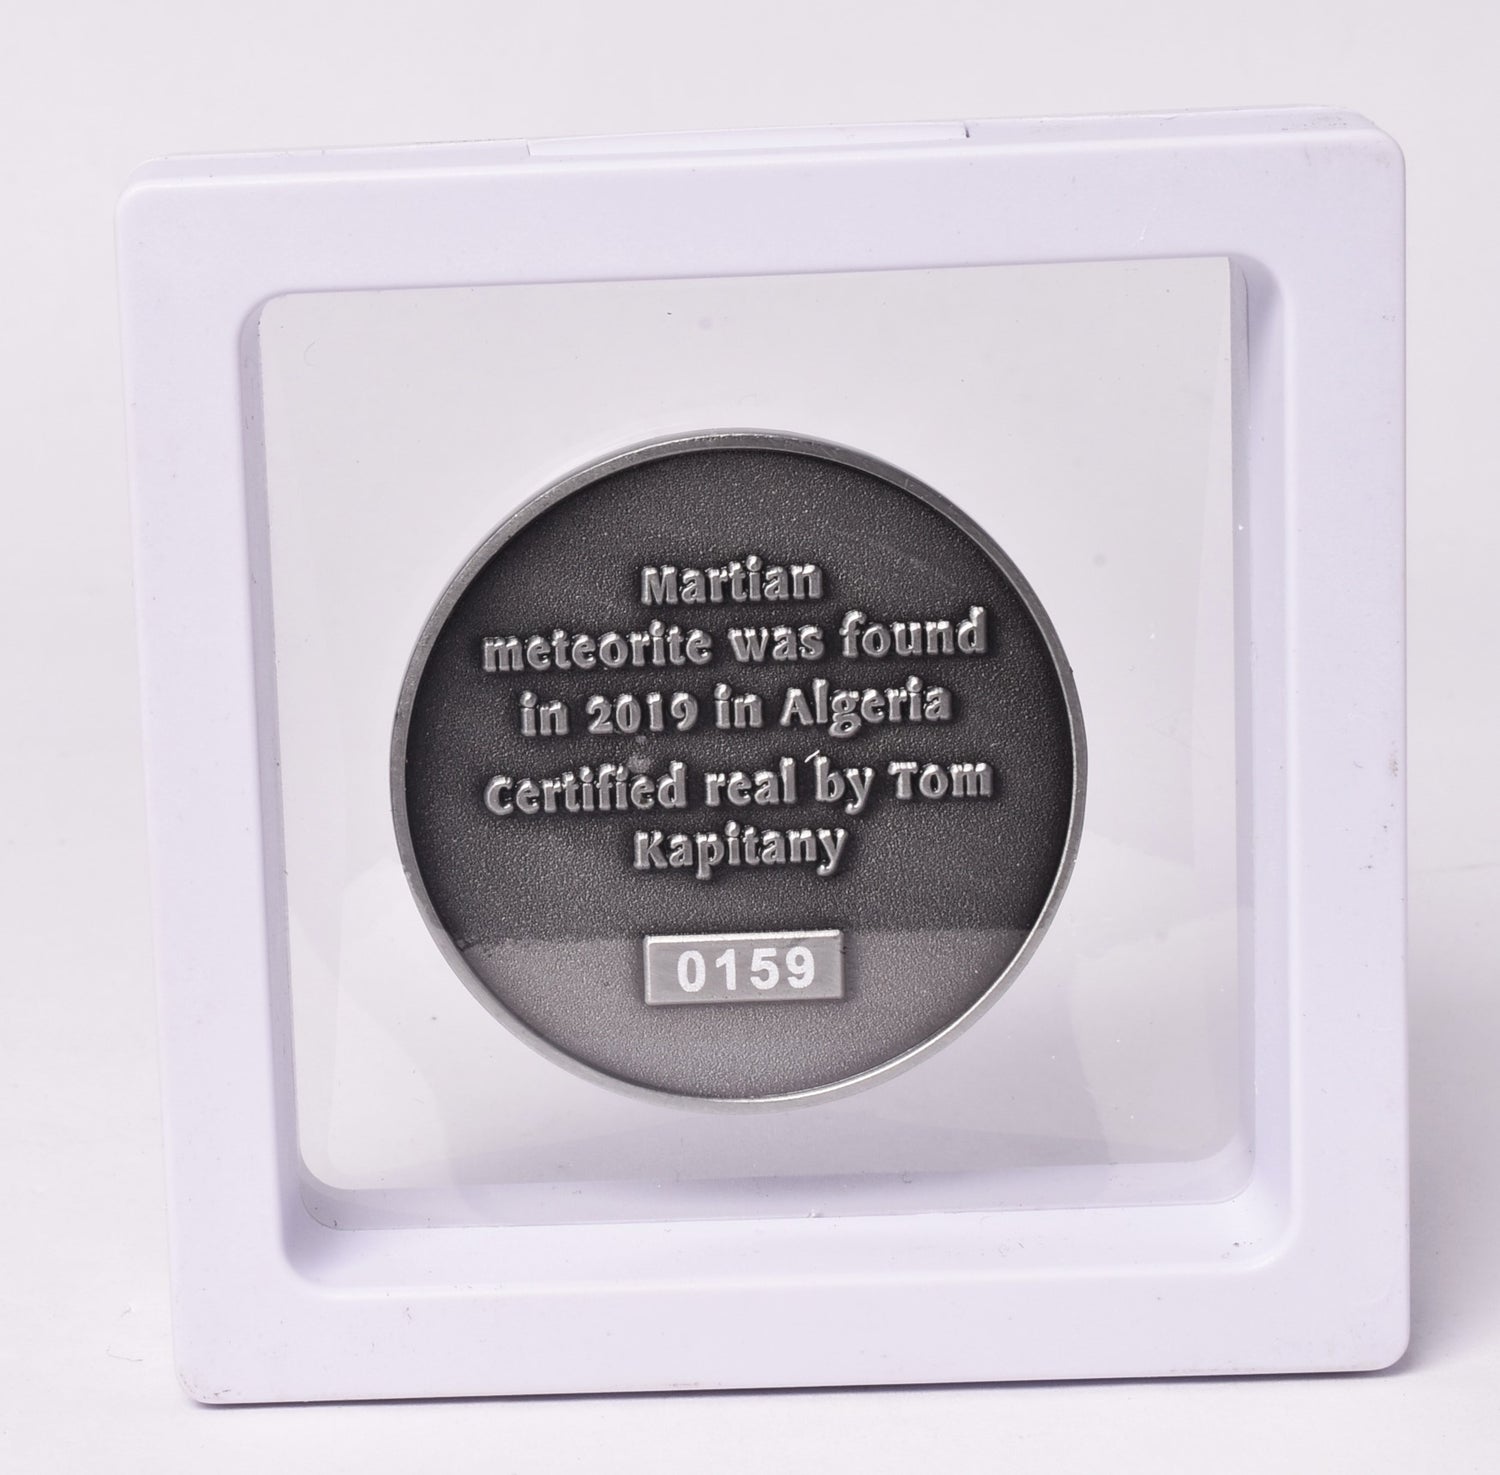 Martian
meteorite was found
in 2019 in Algeria
Certified real by Tom
Kapitany
0159